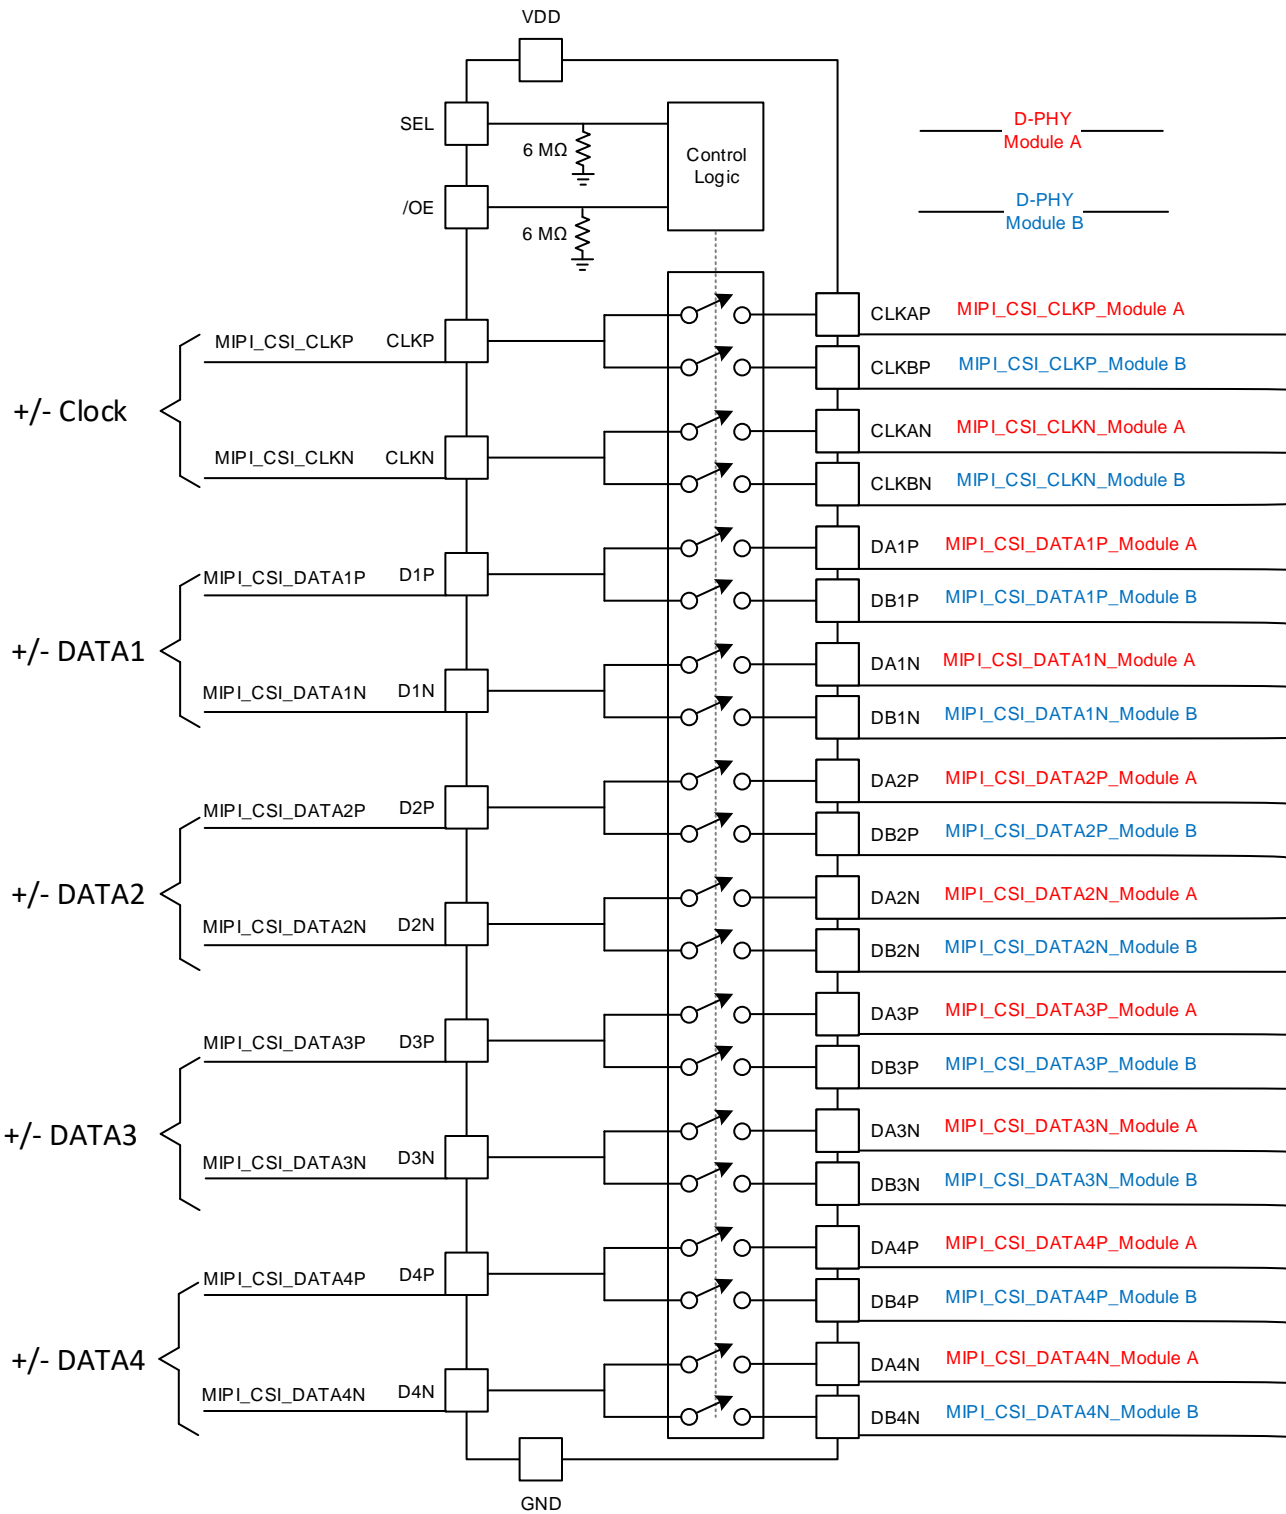 VDD
SEL
6 MΩ
Control
Logic
/OE
6 MΩ
D-PHY
Module A
D-PHY
Module B
+/- Clock
MIPI_CSI_CLKP CLKP
CLKAP MIPI_CSI_CLKP_Module A
CLKBP MIPI_CSI_CLKP_Module B
MIPI_CSI_CLKN CLKN
CLKAN MIPI_CSI_CLKN_Module A
CLKBN MIPI_CSI_CLKN_Module B
+/- DATA1
MIPI_CSI_DATA1P D1P
DA1P MIPI_CSI_DATA1P_Module A
DB1P MIPI_CSI_DATA1P_Module B
MIPI_CSI_DATA1N D1N
DA1N MIPI_CSI_DATA1N_Module A
DB1N MIPI_CSI_DATA1N_Module B
+/- DATA2
MIPI_CSI_DATA2P D2P
DA2P MIPI_CSI_DATA2P_Module A
DB2P MIPI_CSI_DATA2P_Module B
MIPI_CSI_DATA2N D2N
DA2N MIPI_CSI_DATA2N_Module A
DB2N MIPI_CSI_DATA2N_Module B
+/- DATA3
MIPI_CSI_DATA3P D3P
DA3P MIPI_CSI_DATA3P_Module A
DB3P MIPI_CSI_DATA3P_Module B
MIPI_CSI_DATA3N D3N
DA3N MIPI_CSI_DATA3N_Module A
DB3N MIPI_CSI_DATA3N_Module B
+/- DATA4
MIPI_CSI_DATA4P D4P
DA4P MIPI_CSI_DATA4P_Module A
DB4P MIPI_CSI_DATA4P_Module B
MIPI_CSI_DATA4N D4N
DA4N MIPI_CSI_DATA4N_Module A
DB4N MIPI_CSI_DATA4N_Module B
GND